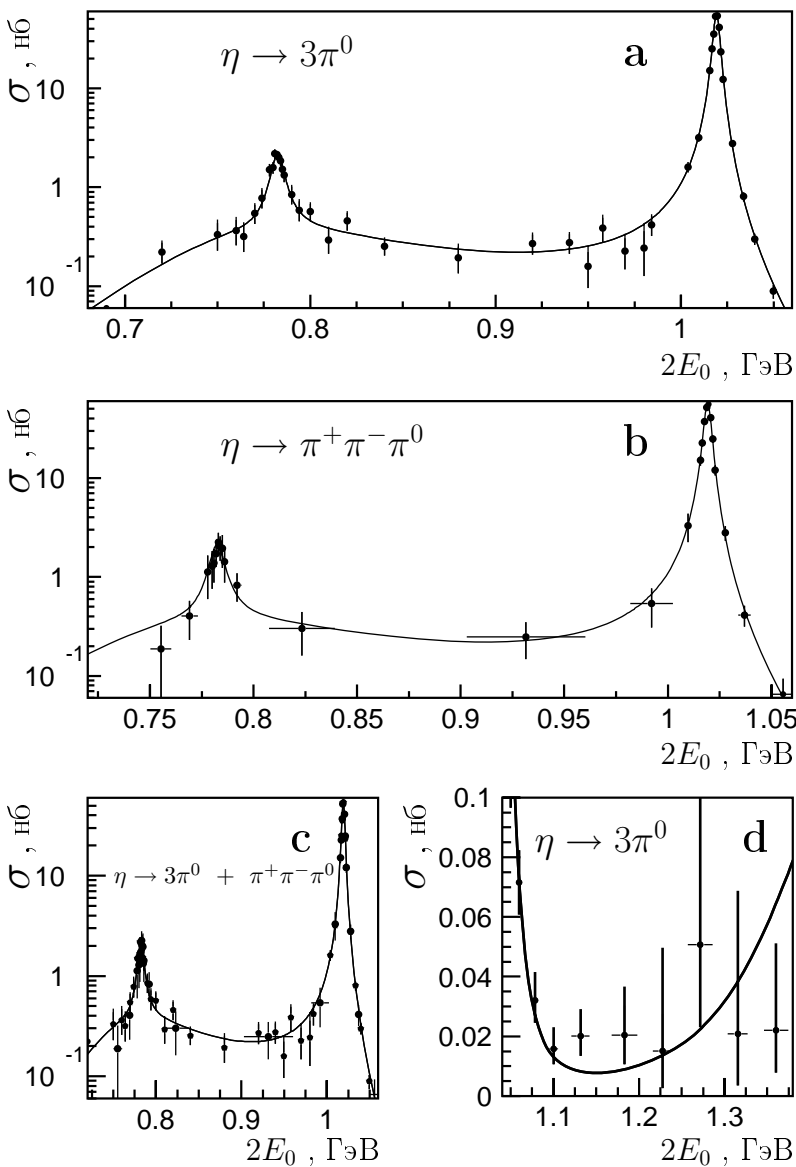 σ , нб
η → 3π⁰
a
10
1
10⁻¹
0.7 0.8 0.9 1
2E₀ , ГэВ
σ , нб
η → π⁺π⁻π⁰
b
10
1
10⁻¹
0.75 0.8 0.85 0.9 0.95 1 1.05
2E₀ , ГэВ
σ , нб
c
η → 3π⁰ + π⁺π⁻π⁰
10
1
10⁻¹
0.8 0.9 1
2E₀ , ГэВ
σ , нб
η → 3π⁰
d
0.1
0.08
0.06
0.04
0.02
0
1.1 1.2 1.3
2E₀ , ГэВ